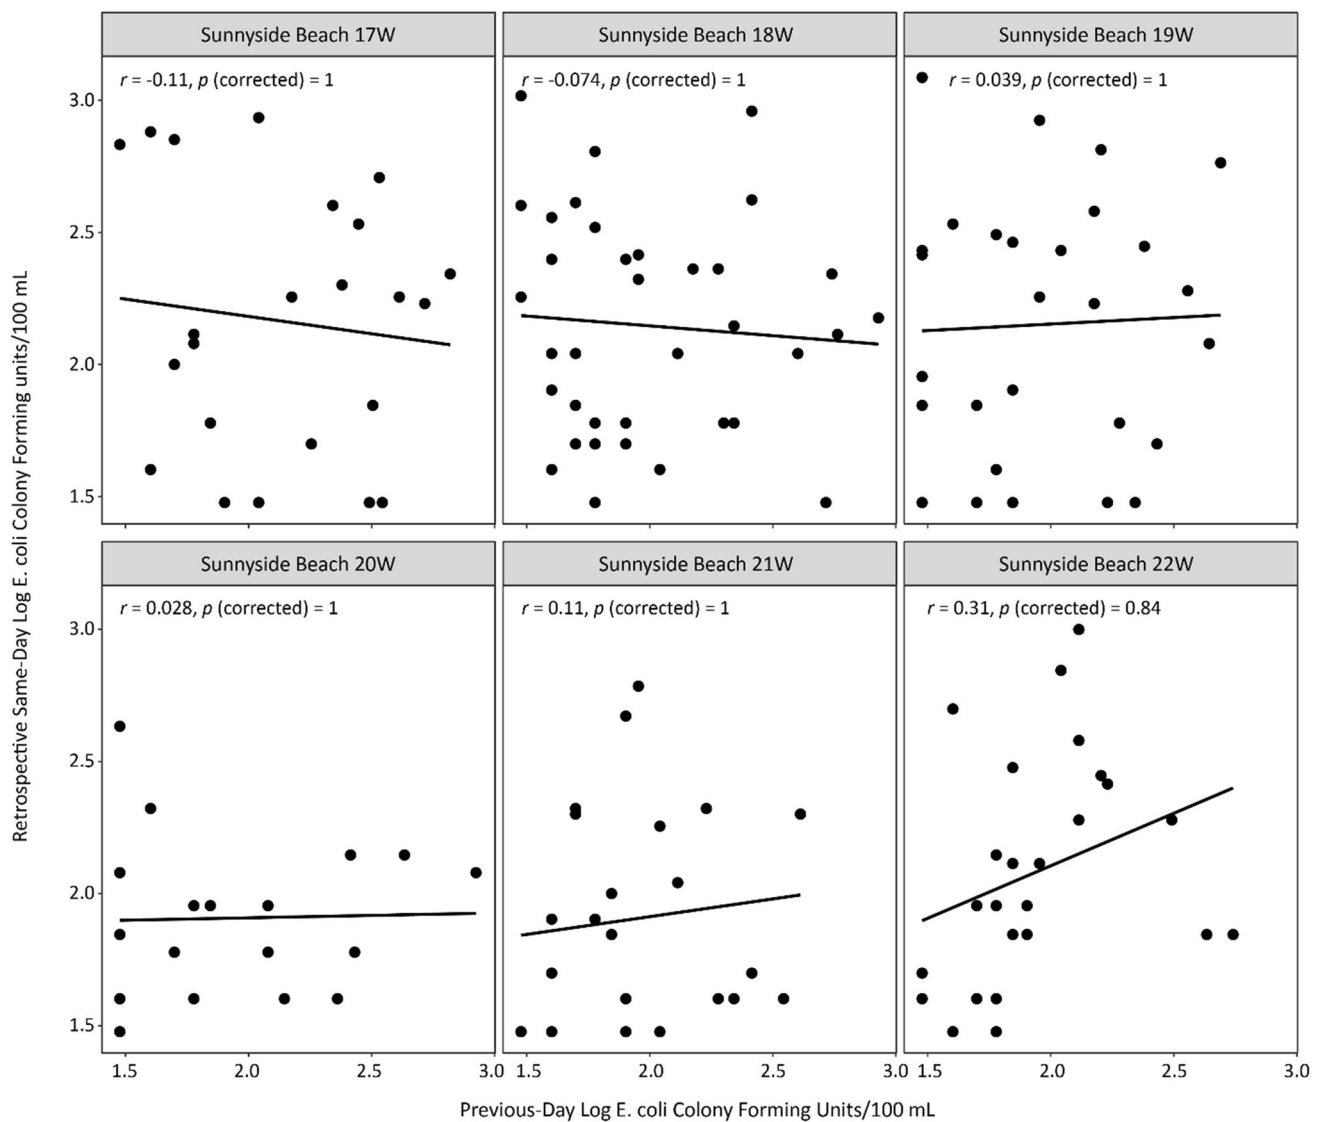 Sunnyside Beach 17W
Sunnyside Beach 18W
Sunnyside Beach 19W
r = -0.11, p (corrected) = 1
r = -0.074, p (corrected) = 1
r = 0.039, p (corrected) = 1
3.0
2.5
2.0
1.5
Sunnyside Beach 20W
Sunnyside Beach 21W
Sunnyside Beach 22W
r = 0.028, p (corrected) = 1
r = 0.11, p (corrected) = 1
r = 0.31, p (corrected) = 0.84
3.0
2.5
2.0
1.5
1.5 2.0 2.5 3.0 1.5 2.0 2.5 3.0 1.5 2.0 2.5 3.0
Retrospective Same-Day Log E. coli Colony Forming units/100 mL
Previous-Day Log E. coli Colony Forming Units/100 mL